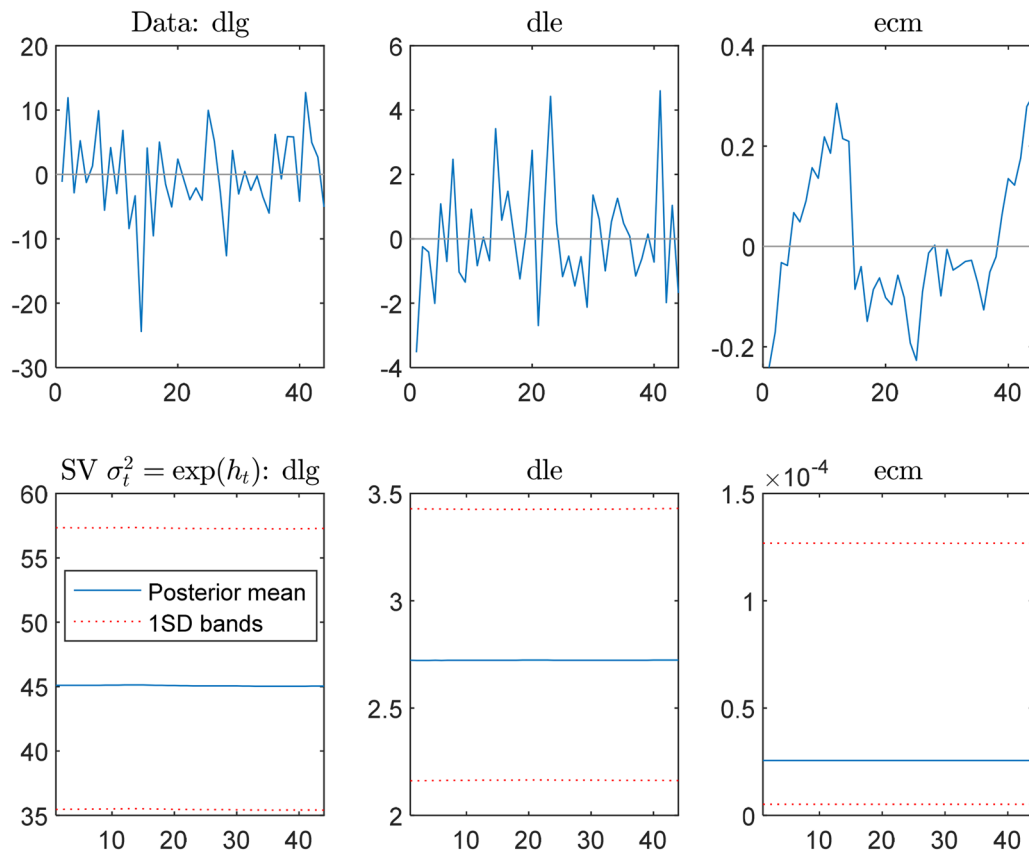 Data: dlg
dle
ecm
20
10
0
-10
-20
-30
0 20 40
6
4
2
0
-2
-4
0 20 40
0.4
0.2
0
-0.2
0 20 40
SV σ_t^2 = exp(h_t): dlg
dle
ecm
60
55
50
45
40
35
Posterior mean
1SD bands
10 20 30 40
3.5
3
2.5
2
10 20 30 40
×10^-4
1.5
1
0.5
0
10 20 30 40